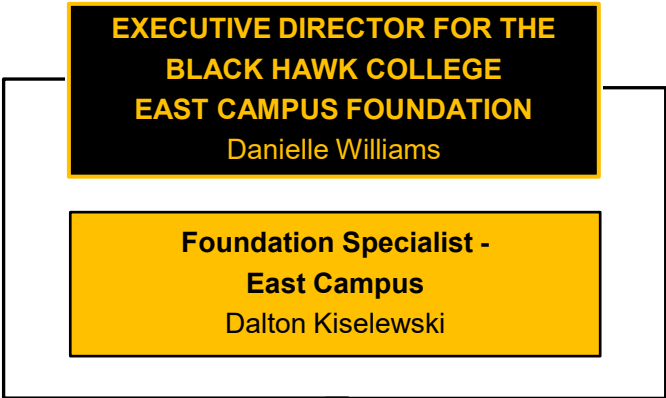 EXECUTIVE DIRECTOR FOR THE
BLACK HAWK COLLEGE
EAST CAMPUS FOUNDATION
Danielle Williams
Foundation Specialist -
East Campus
Dalton Kiselewski